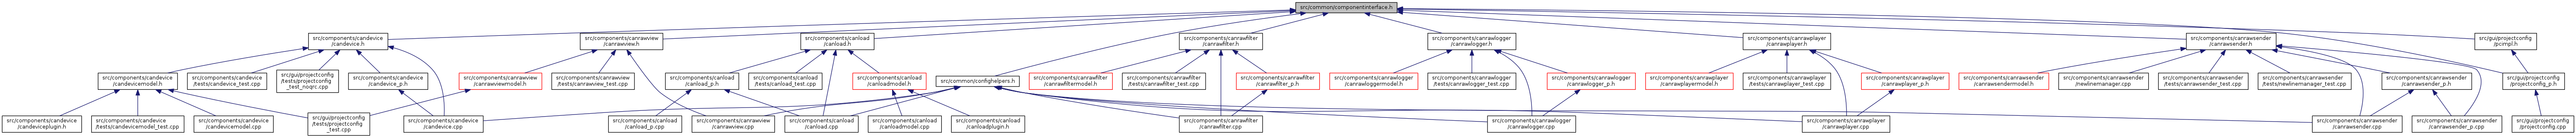 src/common/componentinterface.h
src/components/candevice
/candevice.h
src/components/canrawview
/canrawview.h
src/components/canload
/canload.h
src/components/canrawfilter
/canrawfilter.h
src/components/canrawlogger
/canrawlogger.h
src/components/canrawplayer
/canrawplayer.h
src/components/canrawsender
/canrawsender.h
src/gui/projectconfig
/pcimpl.h
src/components/candevice
/candevicemodel.h
src/components/candevice
/tests/candevice_test.cpp
src/gui/projectconfig
/tests/projectconfig
_test_noqrc.cpp
src/components/candevice
/candevice_p.h
src/components/canrawview
/canrawviewmodel.h
src/components/canrawview
/tests/canrawview_test.cpp
src/components/canload
/canload_p.h
src/components/canload
/tests/canload_test.cpp
src/components/canload
/canloadmodel.h
src/common/confighelpers.h
src/components/canrawfilter
/canrawfiltermodel.h
src/components/canrawfilter
/tests/canrawfilter_test.cpp
src/components/canrawfilter
/canrawfilter_p.h
src/components/canrawlogger
/canrawloggermodel.h
src/components/canrawlogger
/tests/canrawlogger_test.cpp
src/components/canrawlogger
/canrawlogger_p.h
src/components/canrawplayer
/canrawplayermodel.h
src/components/canrawplayer
/tests/canrawplayer_test.cpp
src/components/canrawplayer
/canrawplayer_p.h
src/components/canrawsender
/canrawsendermodel.h
src/components/canrawsender
/newlinemanager.cpp
src/components/canrawsender
/tests/canrawsender_test.cpp
src/components/canrawsender
/tests/newlinemanager_test.cpp
src/components/canrawsender
/canrawsender_p.h
src/gui/projectconfig
/projectconfig_p.h
src/components/candevice
/candeviceplugin.h
src/components/candevice
/tests/candevicemodel_test.cpp
src/components/candevice
/candevicemodel.cpp
src/gui/projectconfig
/tests/projectconfig
_test.cpp
src/components/candevice
/candevice.cpp
src/components/canload
/canload_p.cpp
src/components/canrawview
/canrawview.cpp
src/components/canload
/canload.cpp
src/components/canload
/canloadmodel.cpp
src/components/canload
/canloadplugin.h
src/components/canrawfilter
/canrawfilter.cpp
src/components/canrawlogger
/canrawlogger.cpp
src/components/canrawplayer
/canrawplayer.cpp
src/components/canrawsender
/canrawsender.cpp
src/components/canrawsender
/canrawsender_p.cpp
src/gui/projectconfig
/projectconfig.cpp